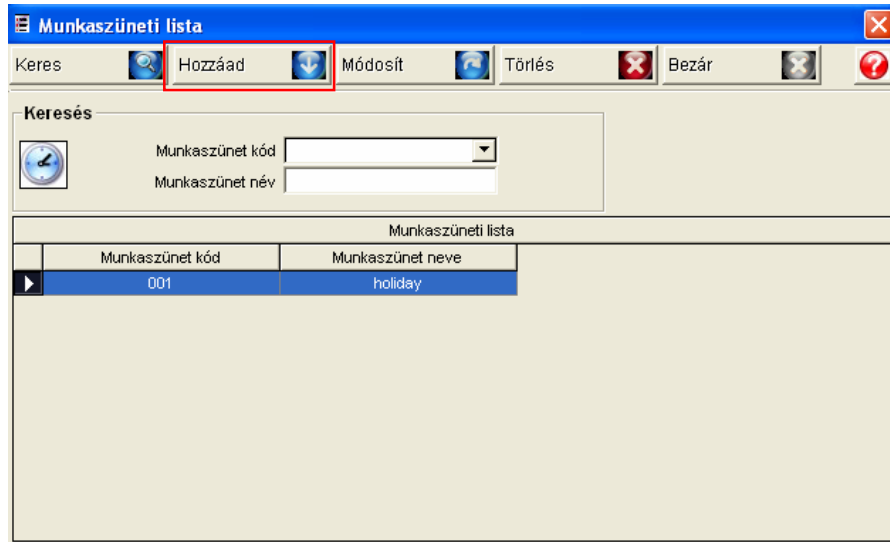 Munkaszüneti lista
Keres Hozzáad Módosít Törlés Bezár ?
Keresés
Munkaszünet kód
Munkaszünet név
Munkaszüneti lista
Munkaszünet kód Munkaszünet neve
001 holiday